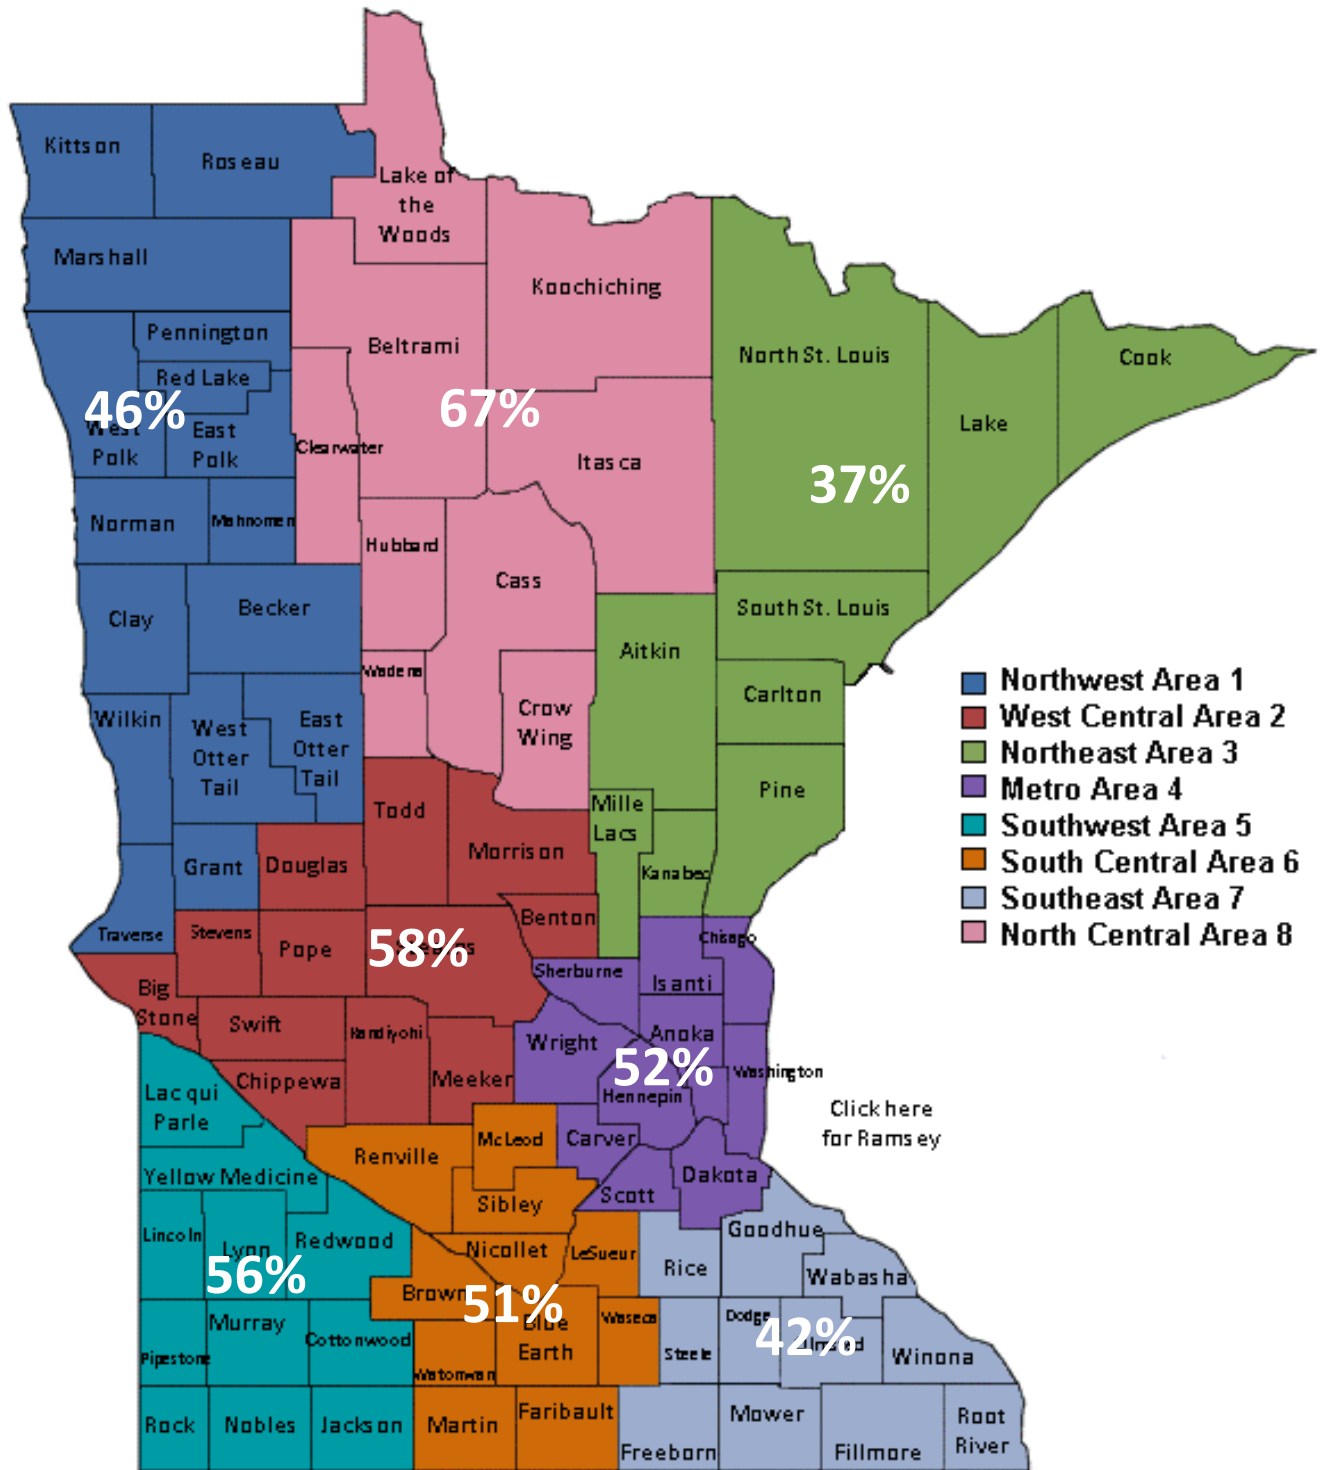 Kittson
Roseau
Lake of
the
Woods
Marshall
Koochiching
Pennington
Beltrami
North St. Louis
Cook
Red Lake
46%
67%
Lake
West
Polk
East
Polk
Clearwater
Itasca
37%
Norman
Mahnomen
Hubbard
Cass
Clay
Becker
South St. Louis
Aitkin
Wadena
Carlton
Crow
Wing
Wilkin
West
Otter
Tail
East
Otter
Tail
Pine
Todd
Mille
Lacs
Morrison
Grant
Douglas
Kanabec
Benton
Traverse
Stevens
Pope
58%
Chisago
Sherburne
Isanti
Big
Stone
Swift
Kandiyohi
Wright
Anoka
52%
Washington
Chippewa
Meeker
Hennepin
Lac qui
Parle
McLeod
Carver
Click here
for Ramsey
Renville
Yellow Medicine
Scott
Dakota
Sibley
Lincoln
Lyon
Redwood
Nicollet
LeSueur
Goodhue
56%
Rice
Wabasha
Brown
51%
Murray
Cottonwood
Blue
Earth
Waseca
Dodge
42%
Pipestone
Watonwan
Steele
Olmsted
Winona
Rock
Nobles
Jackson
Martin
Faribault
Freeborn
Mower
Fillmore
Root
River
Northwest Area 1
West Central Area 2
Northeast Area 3
Metro Area 4
Southwest Area 5
South Central Area 6
Southeast Area 7
North Central Area 8